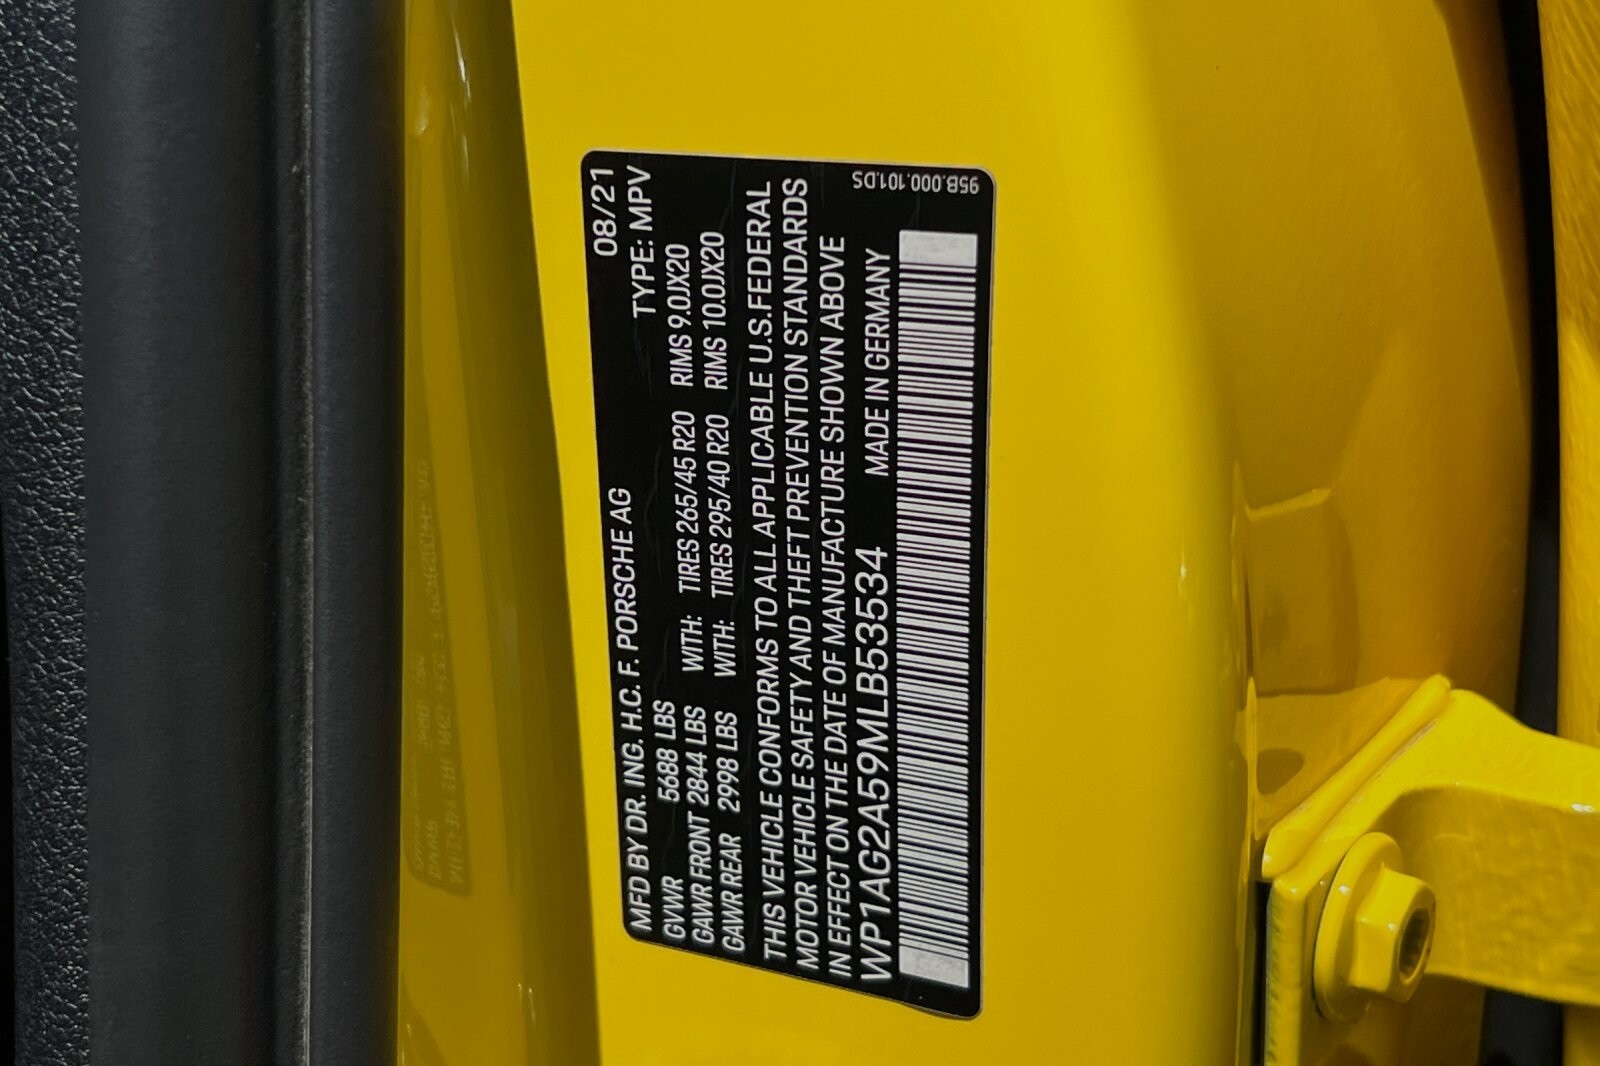 MFD BY DR. ING. H.C. F. PORSCHE AG 08/21
GVWR 5688 LBS TYPE: MPV
GAWR FRONT 2844 LBS WITH: TIRES 265/45 R20 RIMS 9.0JX20
GAWR REAR 2998 LBS WITH: TIRES 295/40 R20 RIMS 10.0JX20
THIS VEHICLE CONFORMS TO ALL APPLICABLE U.S.FEDERAL
MOTOR VEHICLE SAFETY AND THEFT PREVENTION STANDARDS
IN EFFECT ON THE DATE OF MANUFACTURE SHOWN ABOVE
WP1AG2A59MLB53534 MADE IN GERMANY
95B.000.101.DS